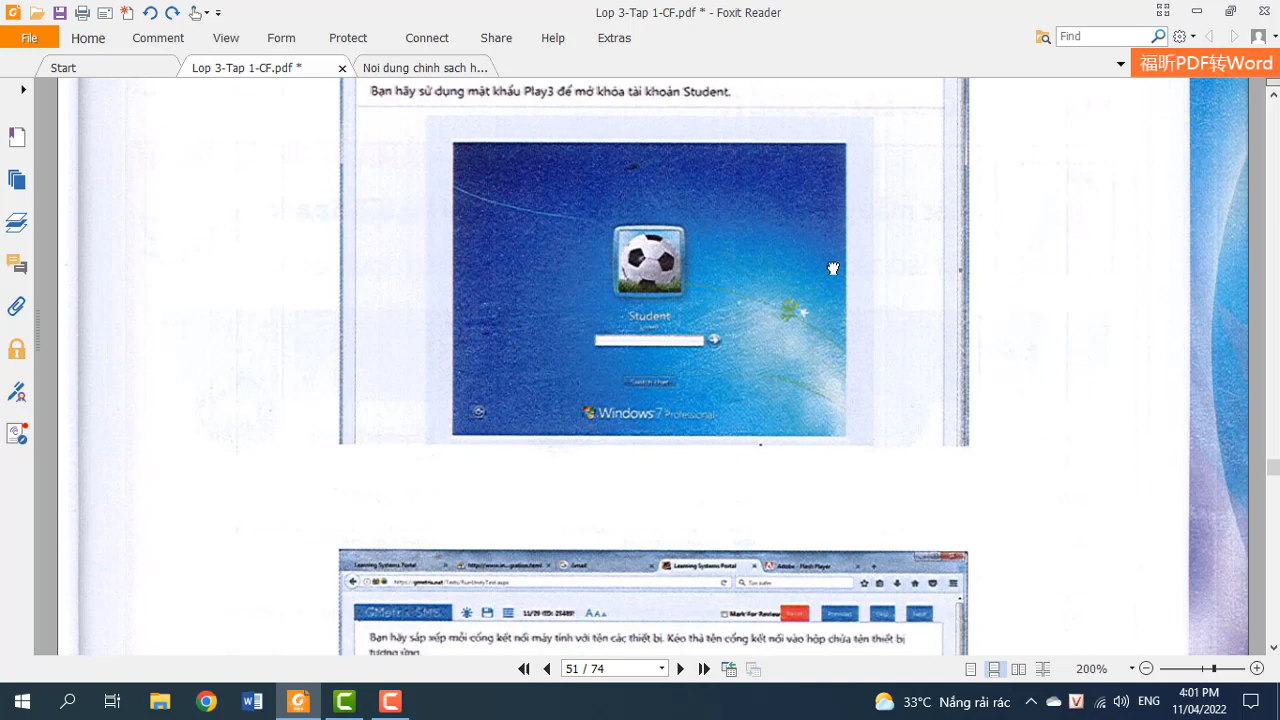 Lop 3-Tap 1-CF.pdf * - Foxit Reader
File Home Comment View Form Protect Connect Share Help Extras
Find
Start
Lop 3-Tap 1-CF.pdf *
Noi dung chinh sach h...
福昕PDF转Word
Bạn hãy sử dụng mật khẩu Play3 để mở khóa tài khoản Student.
Student
Windows 7 Professional
Learning Systems Portal
Gmail
Learning Systems Portal
Adobe - Flash Player
GMetrix SMS
Mark For Review
Bạn hãy sắp xếp mỗi cổng kết nối máy tính với tên các thiết bị. Kéo thả tên cổng kết nối vào hộp chứa tên thiết bị
tương ứng.
51 / 74
200%
33°C Nắng rải rác
ENG
4:01 PM
11/04/2022